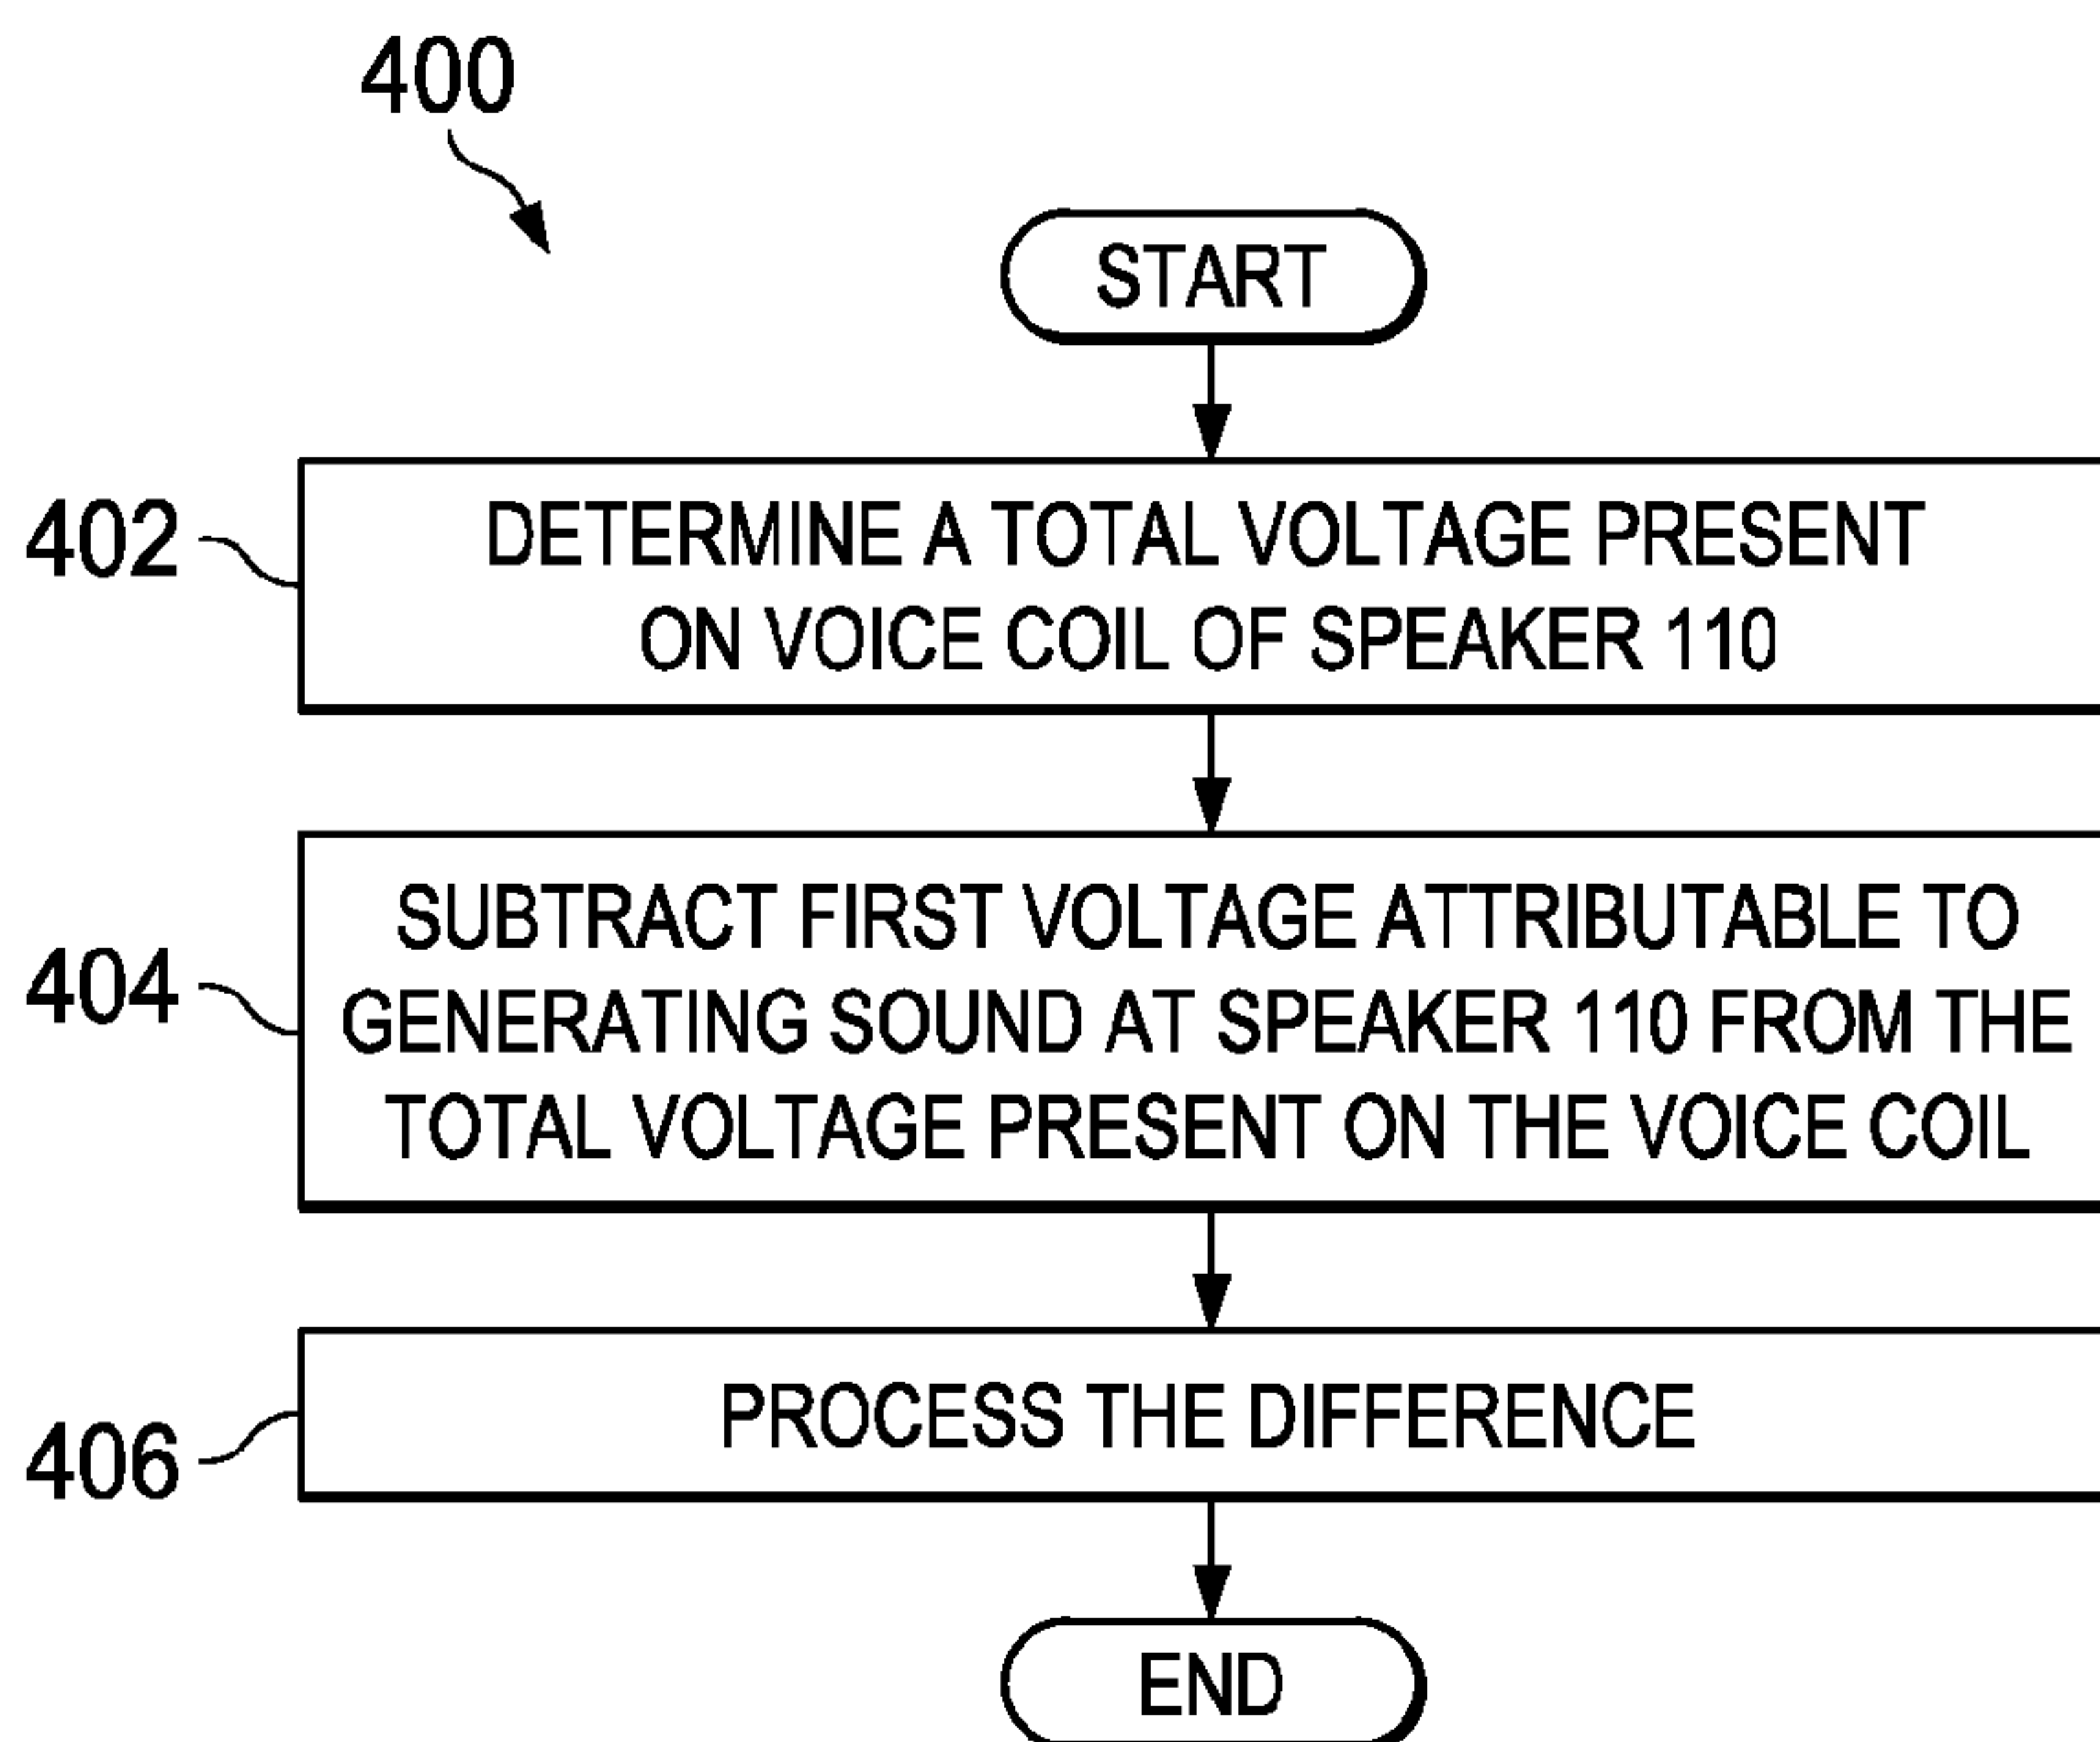 400
START
402
DETERMINE A TOTAL VOLTAGE PRESENT
ON VOICE COIL OF SPEAKER 110
404
SUBTRACT FIRST VOLTAGE ATTRIBUTABLE TO
GENERATING SOUND AT SPEAKER 110 FROM THE
TOTAL VOLTAGE PRESENT ON THE VOICE COIL
406
PROCESS THE DIFFERENCE
END